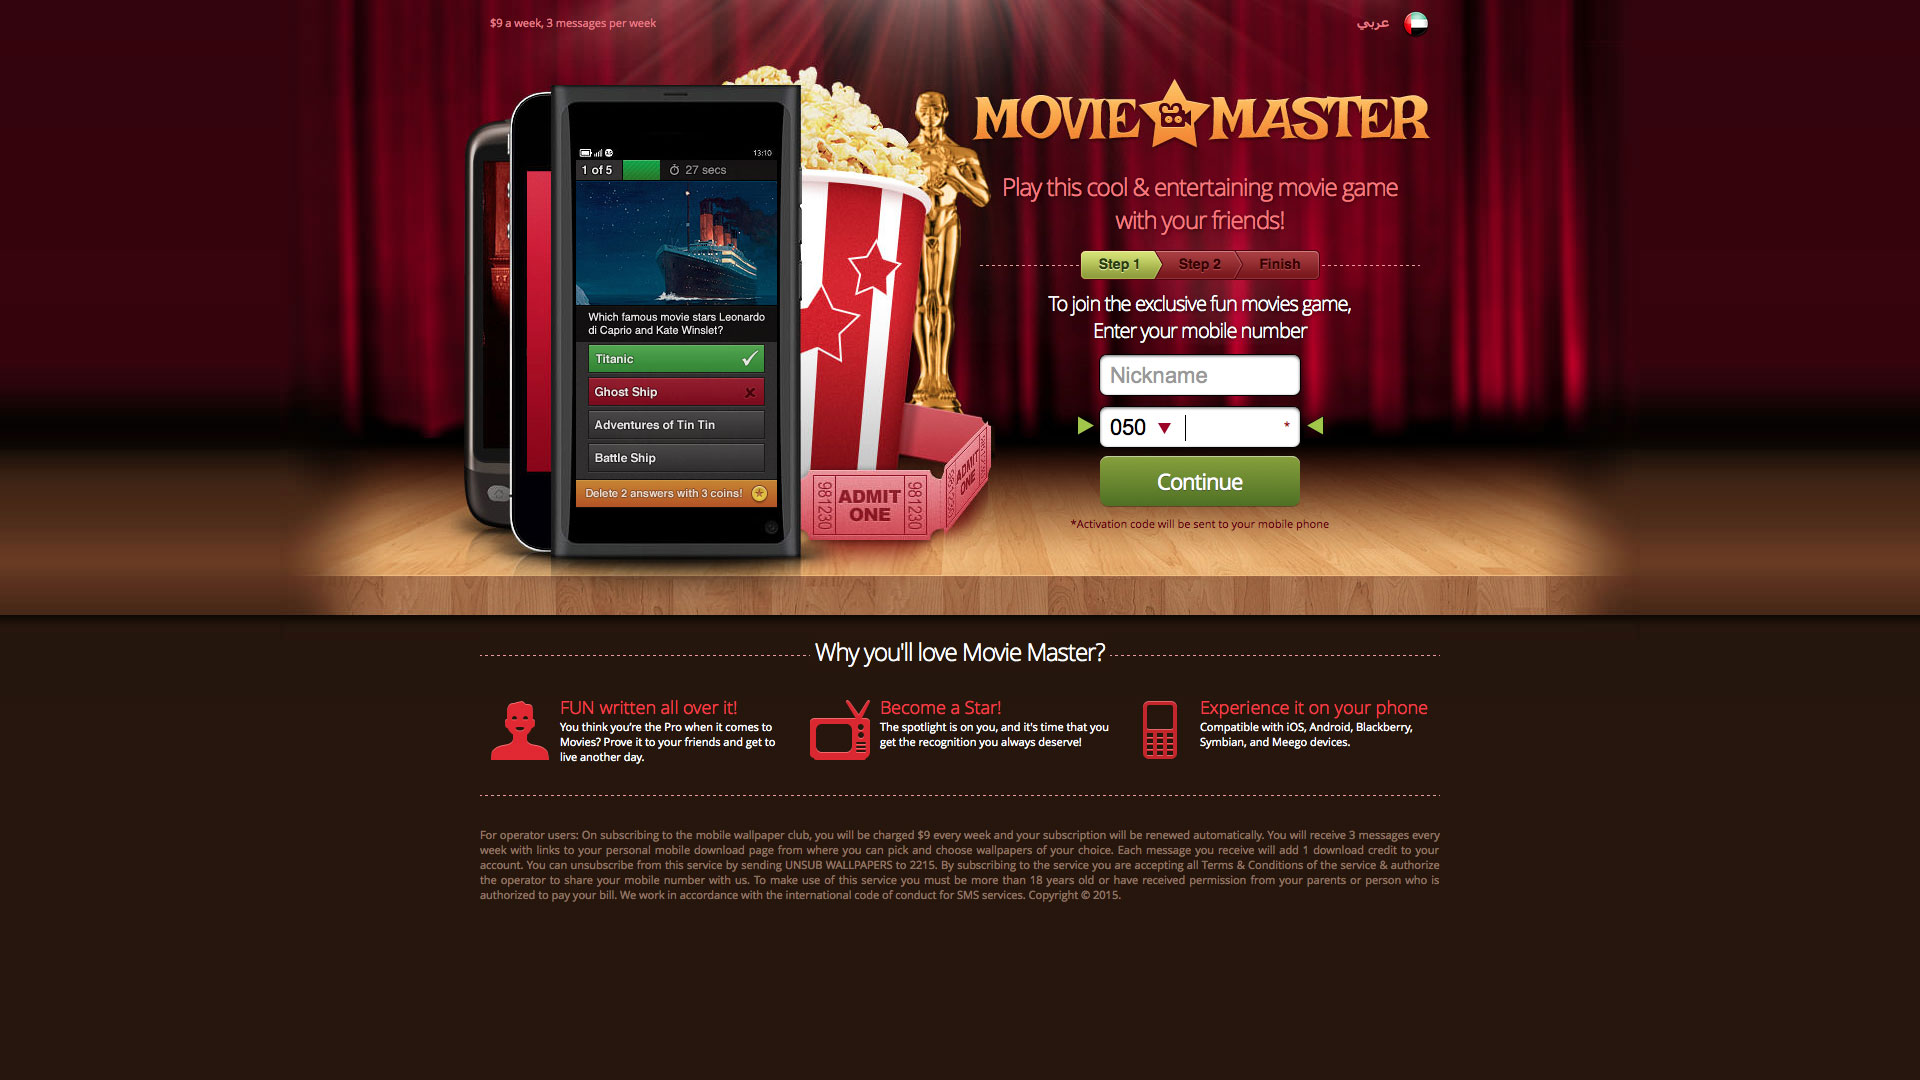 $9 a week, 3 messages per week
عربي
MOVIE MASTER
Play this cool & entertaining movie game
with your friends!
Step 1 Step 2 Finish
To join the exclusive fun movies game,
Enter your mobile number
Nickname
050 *
Continue
*Activation code will be sent to your mobile phone
13:10
1 of 5 27 secs
Which famous movie stars Leonardo
di Caprio and Kate Winslet?
Titanic
Ghost Ship
Adventures of Tin Tin
Battle Ship
Delete 2 answers with 3 coins!
981230 ADMIT ONE 981230
ADMIT ONE
Why you'll love Movie Master?
FUN written all over it!
You think you're the Pro when it comes to
Movies? Prove it to your friends and get to
live another day.
Become a Star!
The spotlight is on you, and it's time that you
get the recognition you always deserve!
Experience it on your phone
Compatible with iOS, Android, Blackberry,
Symbian, and Meego devices.
For operator users: On subscribing to the mobile wallpaper club, you will be charged $9 every week and your subscription will be renewed automatically. You will receive 3 messages every
week with links to your personal mobile download page from where you can pick and choose wallpapers of your choice. Each message you receive will add 1 download credit to your
account. You can unsubscribe from this service by sending UNSUB WALLPAPERS to 2215. By subscribing to the service you are accepting all Terms & Conditions of the service & authorize
the operator to share your mobile number with us. To make use of this service you must be more than 18 years old or have received permission from your parents or person who is
authorized to pay your bill. We work in accordance with the international code of conduct for SMS services. Copyright © 2015.